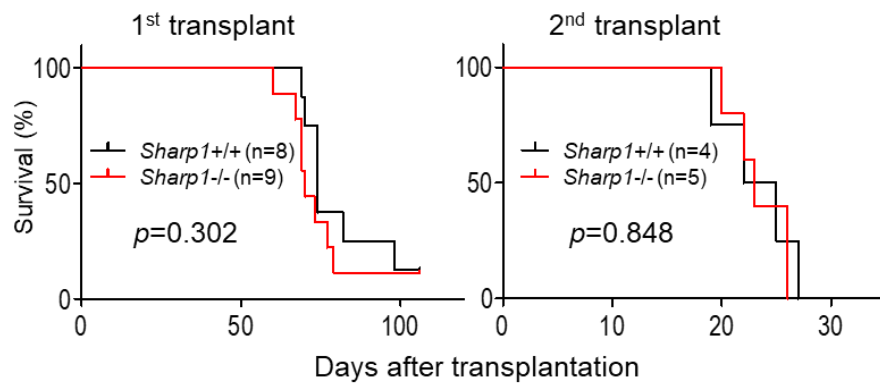 1st transplant
2nd transplant
Survival (%)
100
50
0
Sharp1+/+ (n=8)
Sharp1-/- (n=9)
p=0.302
0
50
100
100
50
0
Sharp1+/+ (n=4)
Sharp1-/- (n=5)
p=0.848
0
10
20
30
Days after transplantation